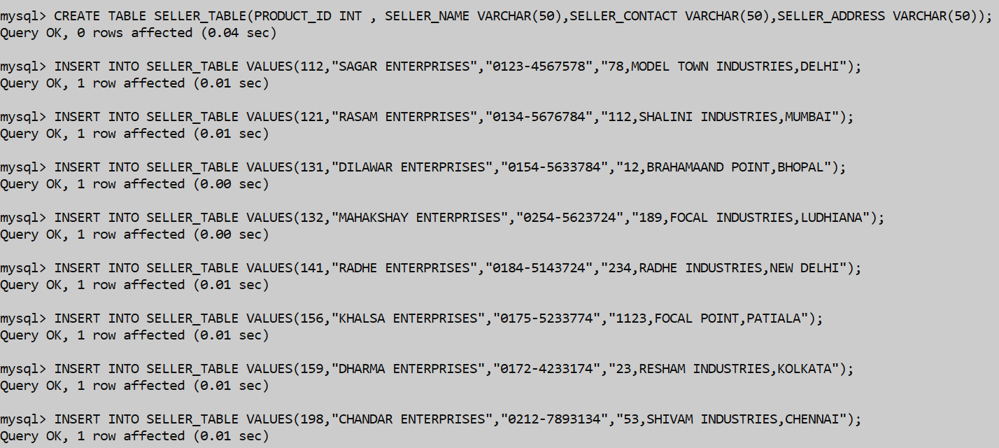 mysql> CREATE TABLE SELLER_TABLE(PRODUCT_ID INT , SELLER_NAME VARCHAR(50),SELLER_CONTACT VARCHAR(50),SELLER_ADDRESS VARCHAR(50));
Query OK, 0 rows affected (0.04 sec)
mysql> INSERT INTO SELLER_TABLE VALUES(112,"SAGAR ENTERPRISES","0123-4567578","78,MODEL TOWN INDUSTRIES,DELHI");
Query OK, 1 row affected (0.01 sec)
mysql> INSERT INTO SELLER_TABLE VALUES(121,"RASAM ENTERPRISES","0134-5676784","112,SHALINI INDUSTRIES,MUMBAI");
Query OK, 1 row affected (0.01 sec)
mysql> INSERT INTO SELLER_TABLE VALUES(131,"DILAWAR ENTERPRISES","0154-5633784","12,BRAHAMAAND POINT,BHOPAL");
Query OK, 1 row affected (0.00 sec)
mysql> INSERT INTO SELLER_TABLE VALUES(132,"MAHAKSHAY ENTERPRISES","0254-5623724","189,FOCAL INDUSTRIES,LUDHIANA");
Query OK, 1 row affected (0.00 sec)
mysql> INSERT INTO SELLER_TABLE VALUES(141,"RADHE ENTERPRISES","0184-5143724","234,RADHE INDUSTRIES,NEW DELHI");
Query OK, 1 row affected (0.01 sec)
mysql> INSERT INTO SELLER_TABLE VALUES(156,"KHALSA ENTERPRISES","0175-5233774","1123,FOCAL POINT,PATIALA");
Query OK, 1 row affected (0.01 sec)
mysql> INSERT INTO SELLER_TABLE VALUES(159,"DHARMA ENTERPRISES","0172-4233174","23,RESHAM INDUSTRIES,KOLKATA");
Query OK, 1 row affected (0.01 sec)
mysql> INSERT INTO SELLER_TABLE VALUES(198,"CHANDAR ENTERPRISES","0212-7893134","53,SHIVAM INDUSTRIES,CHENNAI");
Query OK, 1 row affected (0.01 sec)